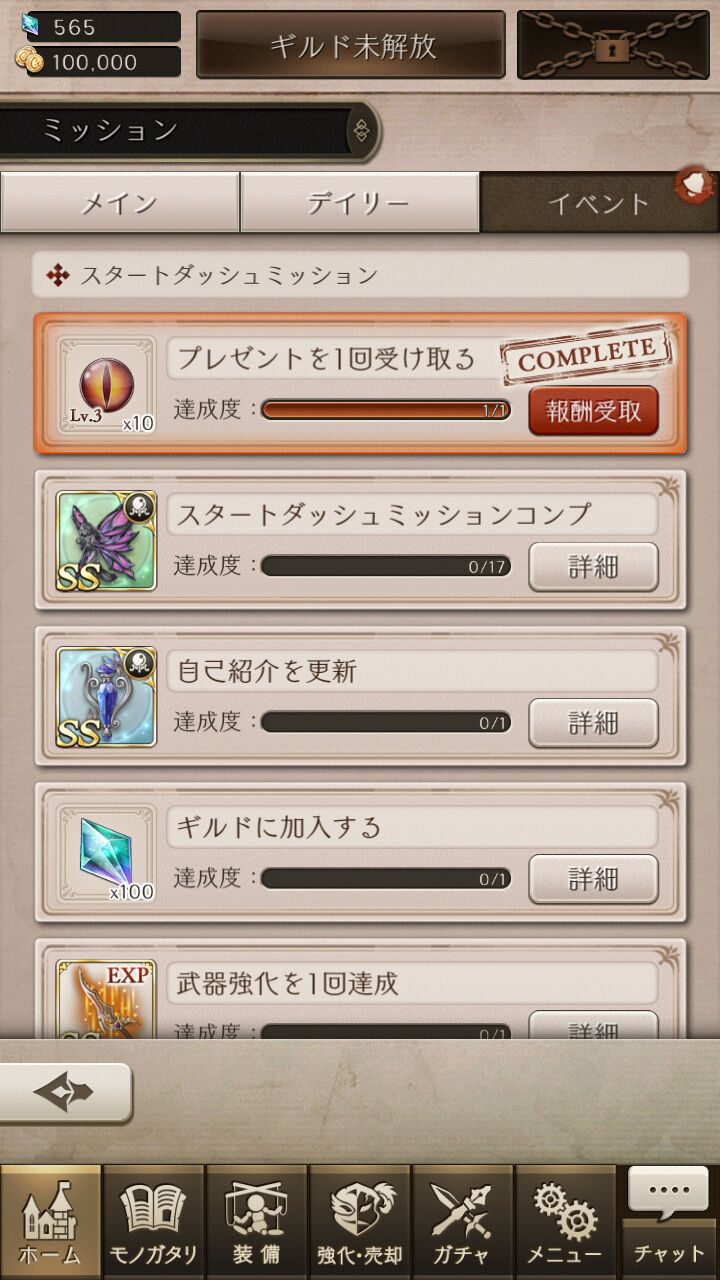 565
ギルド未解放
100,000
ミッション
メイン
デイリー
イベント
スタートダッシュミッション
プレゼントを1回受け取る
COMPLETE
Lv.3
x10
達成度：
1/1
報酬受取
スタートダッシュミッションコンプ
SS
達成度：
0/17
詳細
自己紹介を更新
SS
達成度：
0/1
詳細
ギルドに加入する
x100
達成度：
0/1
詳細
EXP
武器強化を1回達成
SS
達成度：
0/1
詳細
ホーム
モノガタリ
装備
強化・売却
ガチャ
メニュー
チャット